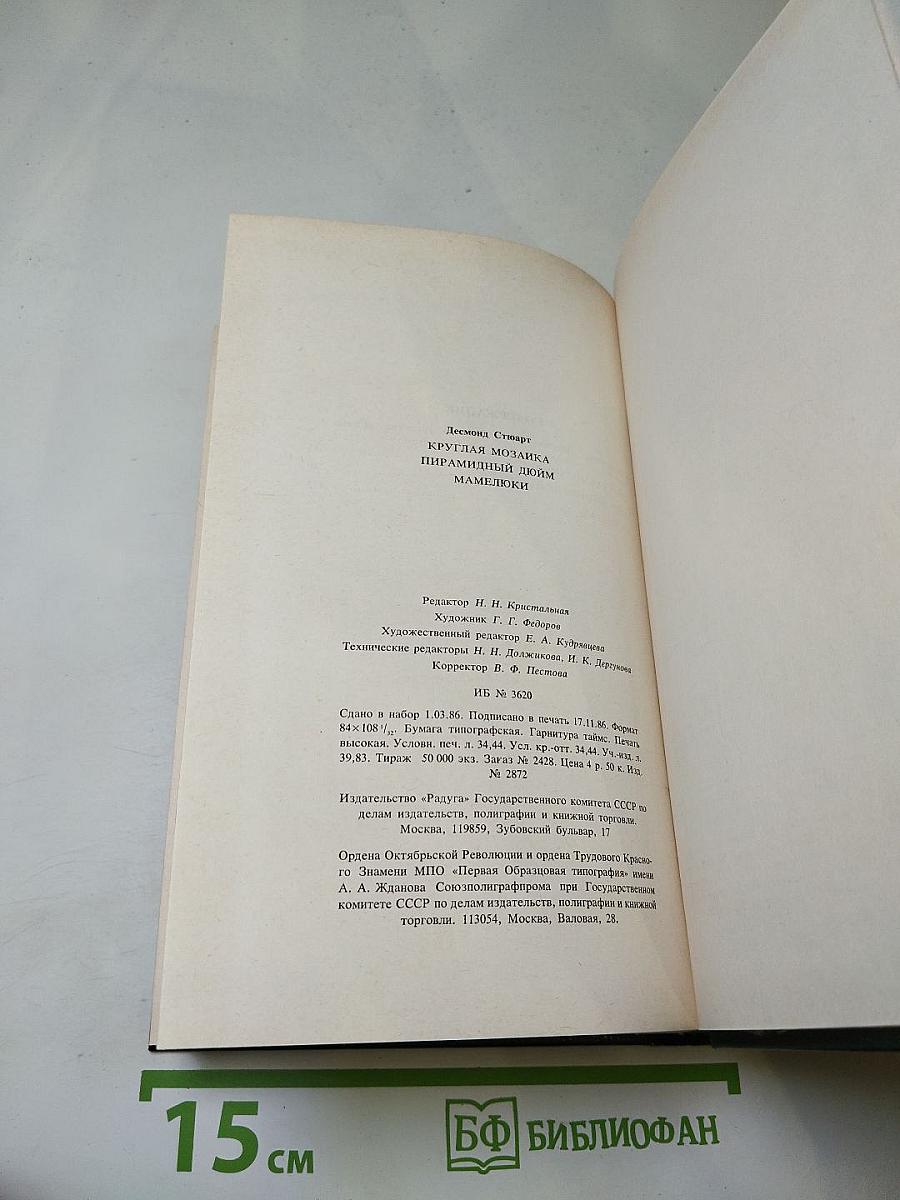 Десмонд Стюарт
КРУГЛАЯ МОЗАИКА
ПИРАМИДНЫЙ ДЮЙМ
МАМЕЛЮКИ
Редактор Н. Н. Кристальная
Художник Г. Г. Федоров
Художественный редактор Е. А. Кудрявцева
Технические редакторы Н. Н. Должикова, И. К. Дергунова
Корректор В. Ф. Пестова
ИБ № 3620
Сдано в набор 1.03.86. Подписано в печать 17.11.86. Формат
84×108 1/32. Бумага типографская. Гарнитура таймс. Печать
высокая. Условн. печ. л. 34,44. Усл. кр.-отт. 34,44. Уч.-изд. л.
39,83. Тираж 50 000 экз. Заказ № 2428. Цена 4 р. 50 к. Изд.
№ 2872
Издательство «Радуга» Государственного комитета СССР по
делам издательств, полиграфии и книжной торговли.
Москва, 119859, Зубовский бульвар, 17
Ордена Октябрьской Революции и ордена Трудового Красно-
го Знамени МПО «Первая Образцовая типография» имени
А. А. Жданова Союзполиграфпрома при Государственном
комитете СССР по делам издательств, полиграфии и книжной
торговли. 113054, Москва, Валовая, 28.
15 см
БФ БИБЛИОФАН